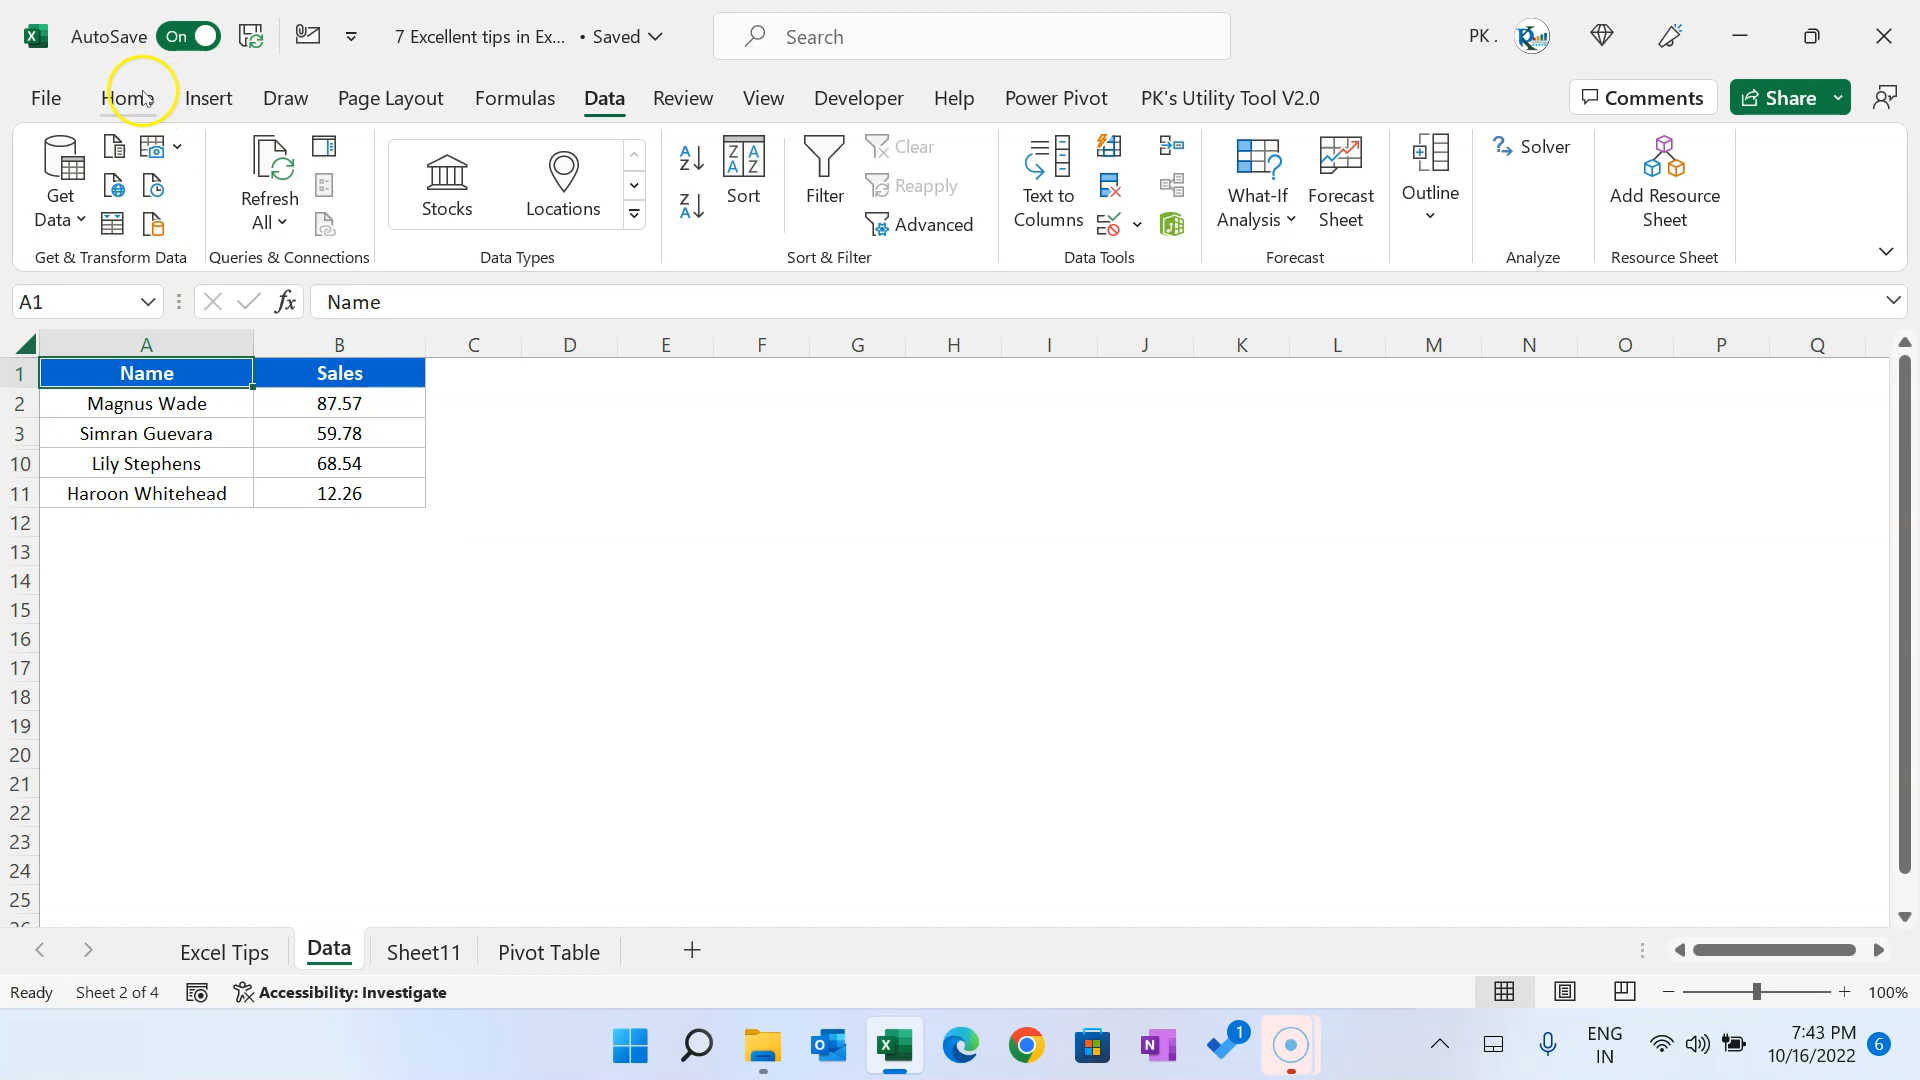 AutoSave On 7 Excellent tips in Ex... • Saved Search PK .
File Home Insert Draw Page Layout Formulas Data Review View Developer Help Power Pivot PK's Utility Tool V2.0 Comments Share
Get Data
Refresh All
Stocks
Locations
Sort
Filter
Clear
Reapply
Advanced
Text to Columns
What-If Analysis
Forecast Sheet
Outline
Solver
Add Resource Sheet
Get & Transform Data Queries & Connections Data Types Sort & Filter Data Tools Forecast Analyze Resource Sheet
A1 fx Name
A B C D E F G H I J K L M N O P Q
1 Name Sales
2 Magnus Wade 87.57
3 Simran Guevara 59.78
10 Lily Stephens 68.54
11 Haroon Whitehead 12.26
12
13
14
15
16
17
18
19
20
21
22
23
24
25
26
Excel Tips Data Sheet11 Pivot Table
Ready Sheet 2 of 4 Accessibility: Investigate 100%
1 ENG 7:43 PM
IN 10/16/2022 6